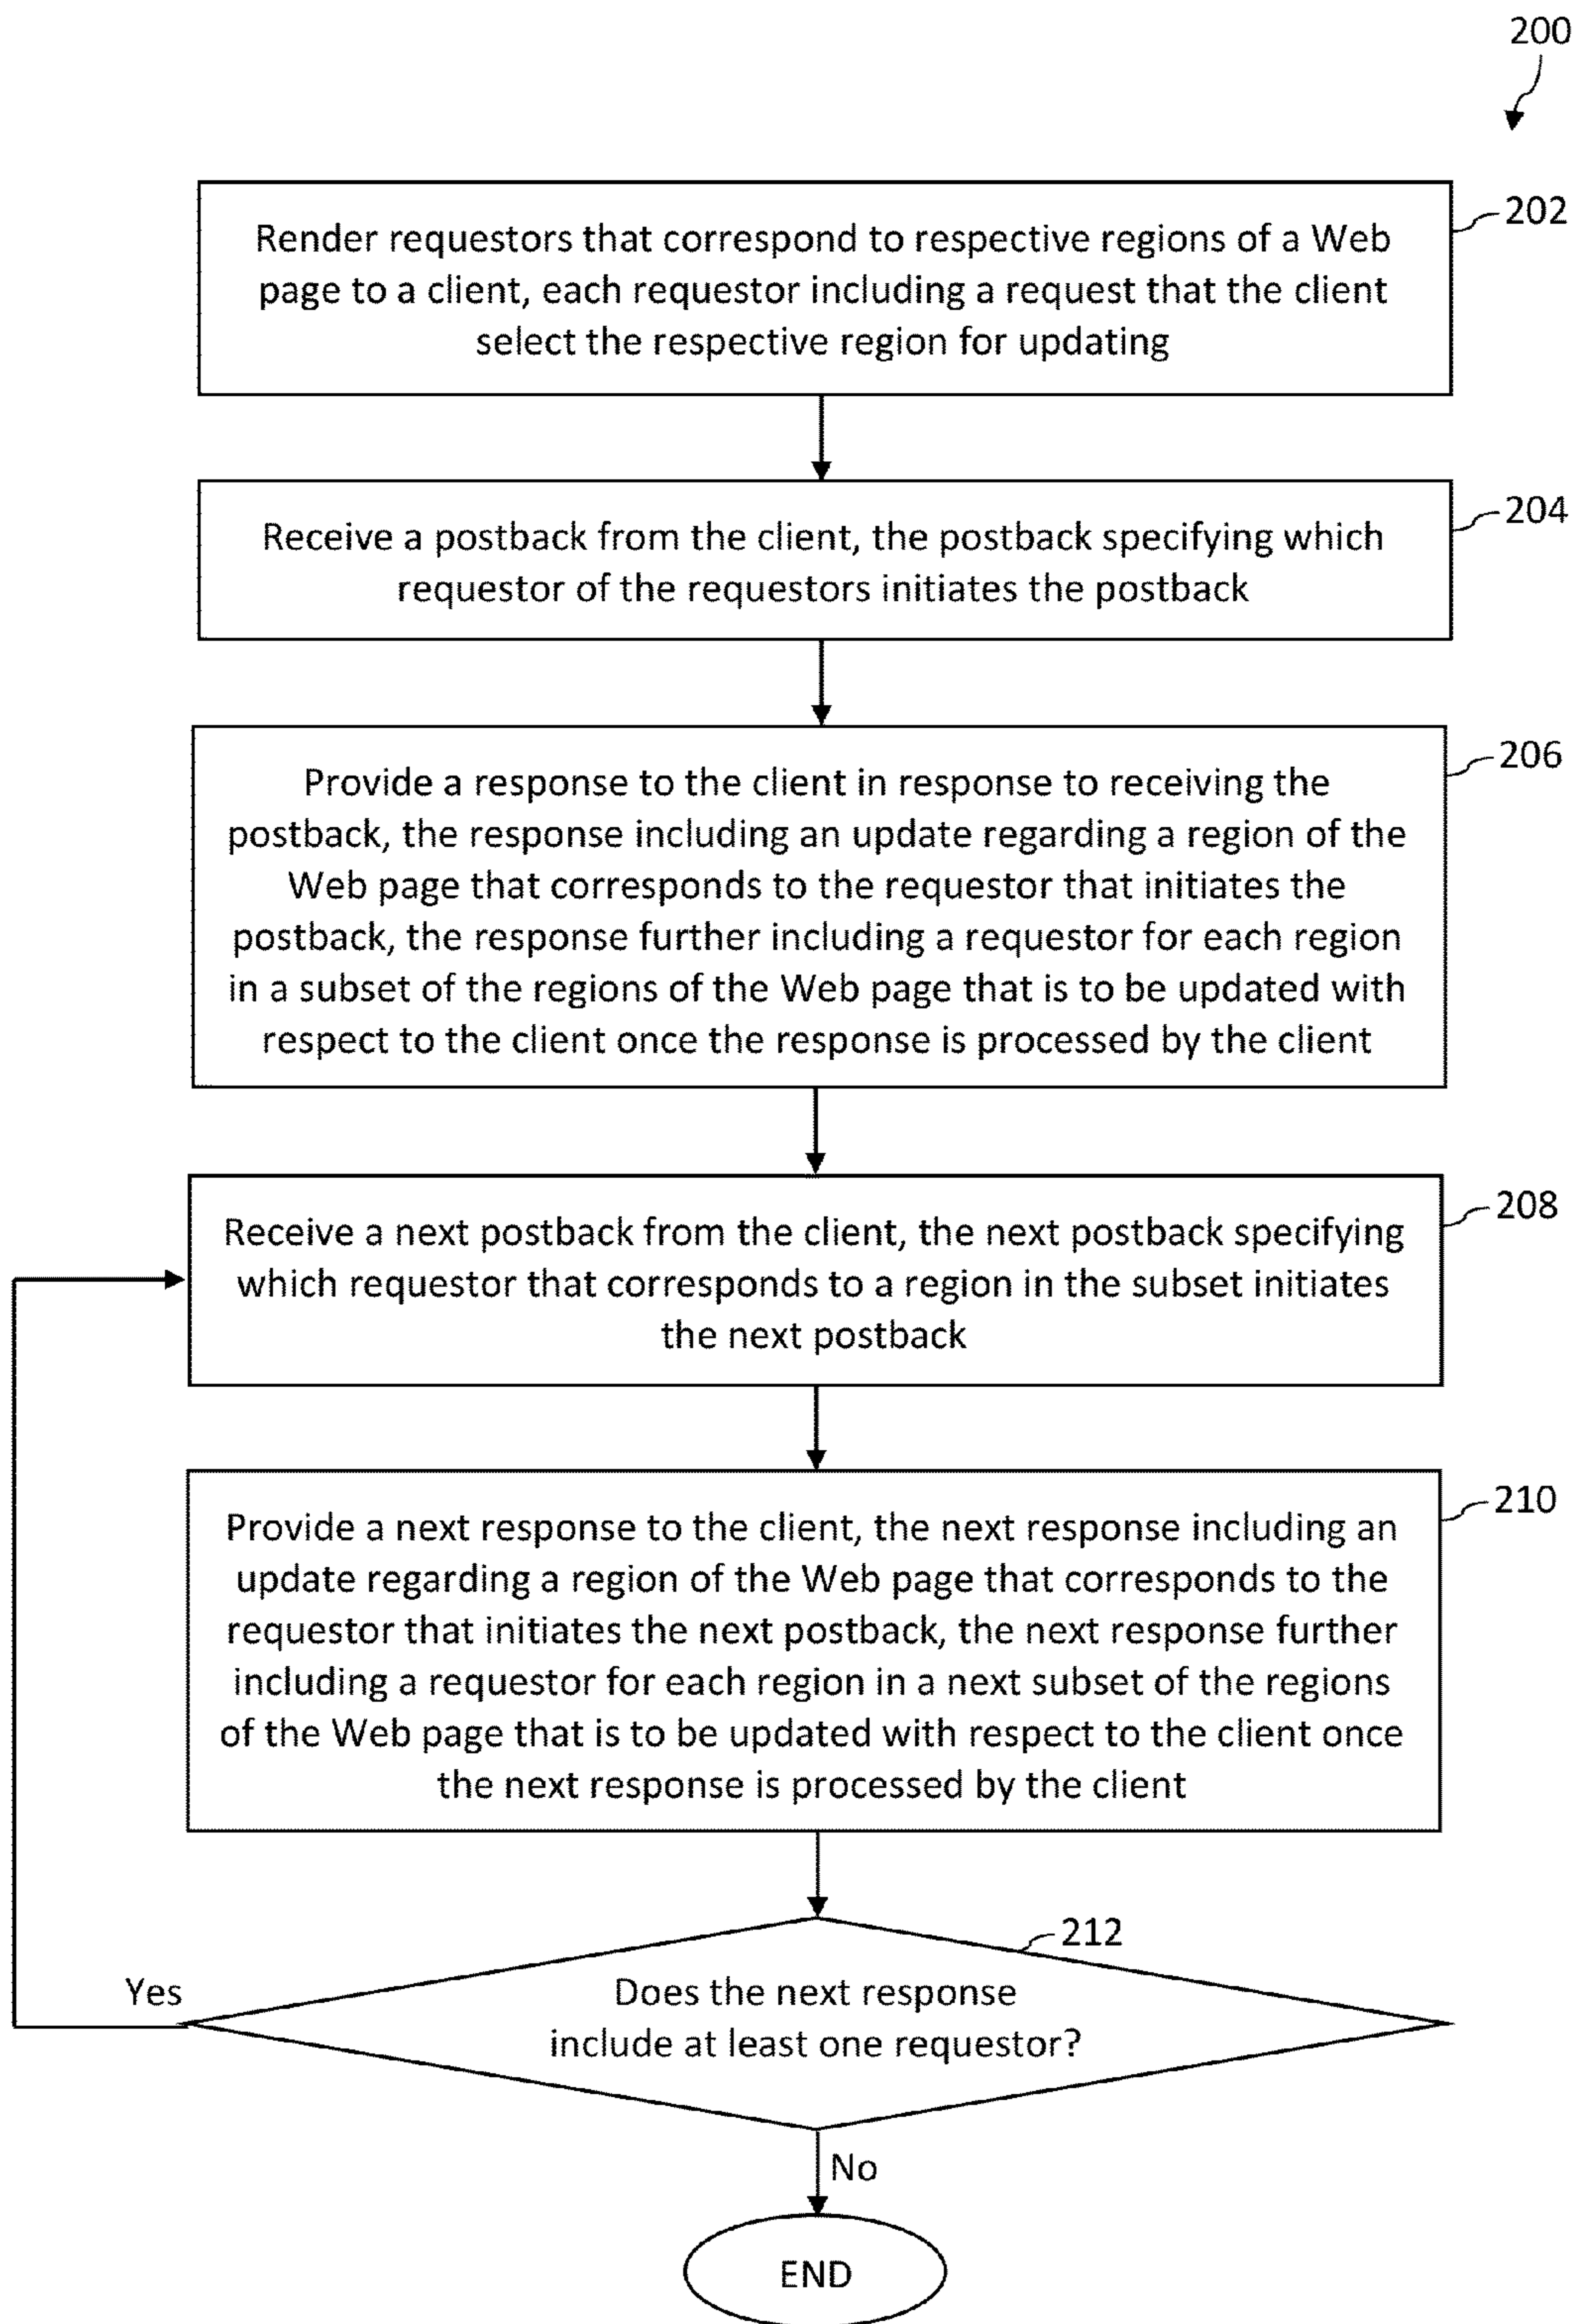 200
Render requestors that correspond to respective regions of a Web
page to a client, each requestor including a request that the client
select the respective region for updating
202
Receive a postback from the client, the postback specifying which
requestor of the requestors initiates the postback
204
Provide a response to the client in response to receiving the
postback, the response including an update regarding a region of the
Web page that corresponds to the requestor that initiates the
postback, the response further including a requestor for each region
in a subset of the regions of the Web page that is to be updated with
respect to the client once the response is processed by the client
206
Receive a next postback from the client, the next postback specifying
which requestor that corresponds to a region in the subset initiates
the next postback
208
Provide a next response to the client, the next response including an
update regarding a region of the Web page that corresponds to the
requestor that initiates the next postback, the next response further
including a requestor for each region in a next subset of the regions
of the Web page that is to be updated with respect to the client once
the next response is processed by the client
210
212
Does the next response
include at least one requestor?
Yes
No
END